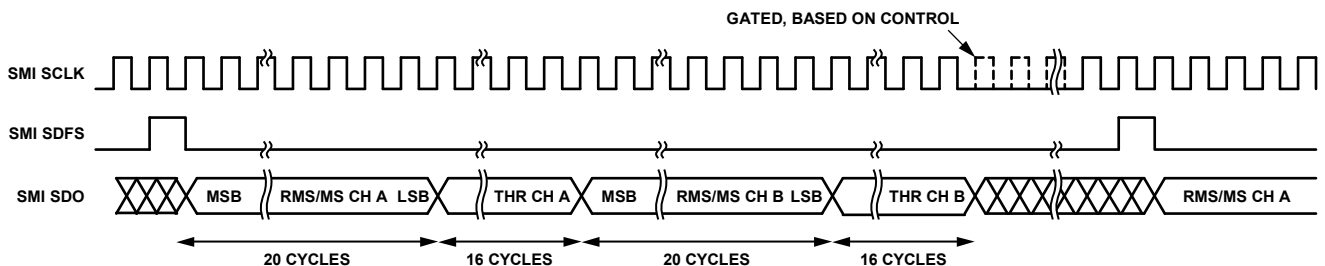 GATED, BASED ON CONTROL
SMI SCLK
SMI SDFS
SMI SDO
MSB RMS/MS CH A LSB THR CH A MSB RMS/MS CH B LSB THR CH B RMS/MS CH A
20 CYCLES 16 CYCLES 20 CYCLES 16 CYCLES